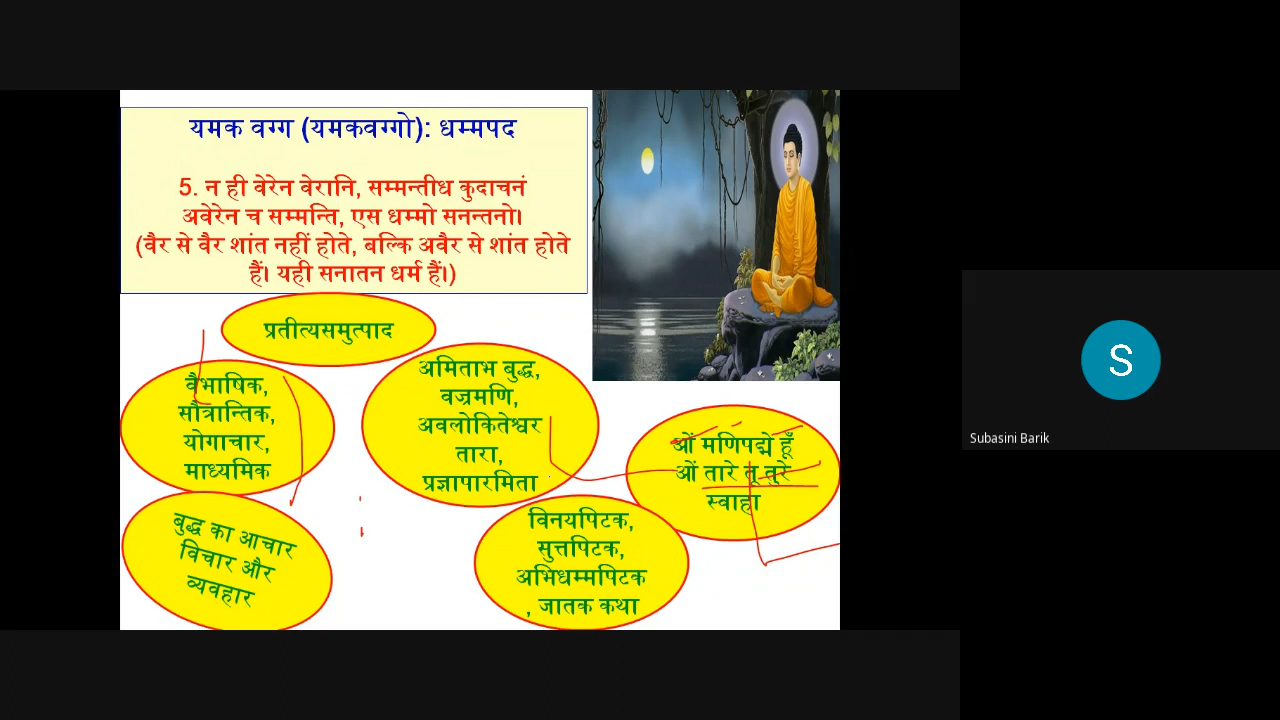 यमक वग्ग (यमकवग्गो): धम्मपद
5. न ही वेरेन वेरानि, सम्मन्तीध कुदाचनं
अवेरेन च सम्मन्ति, एस धम्मो सनन्तनो।
(वैर से वैर शांत नहीं होते, बल्कि अवैर से शांत होते
हैं। यही सनातन धर्म हैं।)
प्रतीत्यसमुत्पाद
वैभाषिक,
सौत्रान्तिक,
योगाचार,
माध्यमिक
अमिताभ बुद्ध,
वज्रमणि,
अवलोकितेश्वर
तारा,
प्रज्ञापारमिता
ओं मणिपद्मे हूँ
ओं तारे तू तुरे
स्वाहा
बुद्ध का आचार
विचार और
व्यवहार
विनयपिटक,
सुत्तपिटक,
अभिधम्मपिटक
, जातक कथा
S
Subasini Barik